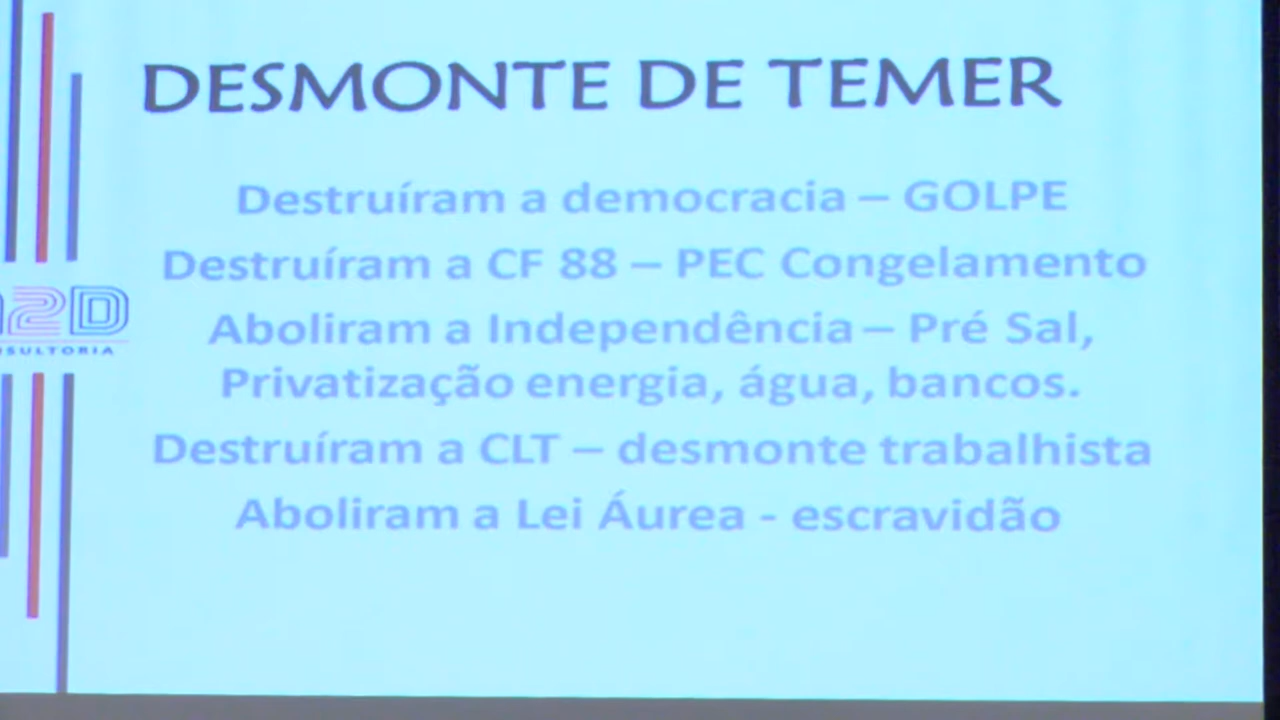 DESMONTE DE TEMER
Destruíram a democracia – GOLPE
Destruíram a CF 88 – PEC Congelamento
Aboliram a Independência – Pré Sal,
Privatização energia, água, bancos.
Destruíram a CLT – desmonte trabalhista
Aboliram a Lei Áurea - escravidão
2D